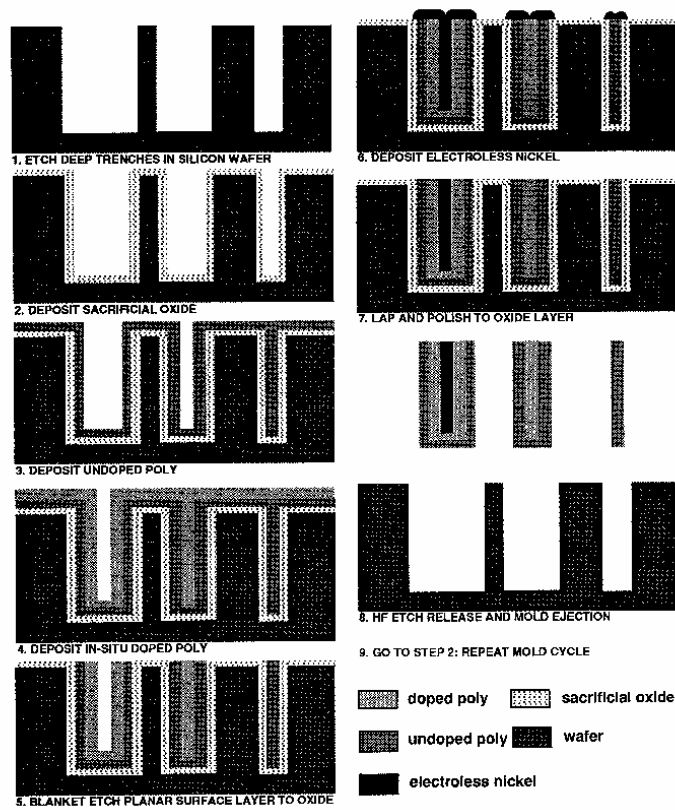 1. ETCH DEEP TRENCHES IN SILICON WAFER
2. DEPOSIT SACRIFICIAL OXIDE
3. DEPOSIT UNDOPED POLY
4. DEPOSIT IN-SITU DOPED POLY
5. BLANKET ETCH PLANAR SURFACE LAYER TO OXIDE
6. DEPOSIT ELECTROLESS NICKEL
7. LAP AND POLISH TO OXIDE LAYER
8. HF ETCH RELEASE AND MOLD EJECTION
9. GO TO STEP 2: REPEAT MOLD CYCLE
doped poly
sacrificial oxide
undoped poly
wafer
electroless nickel